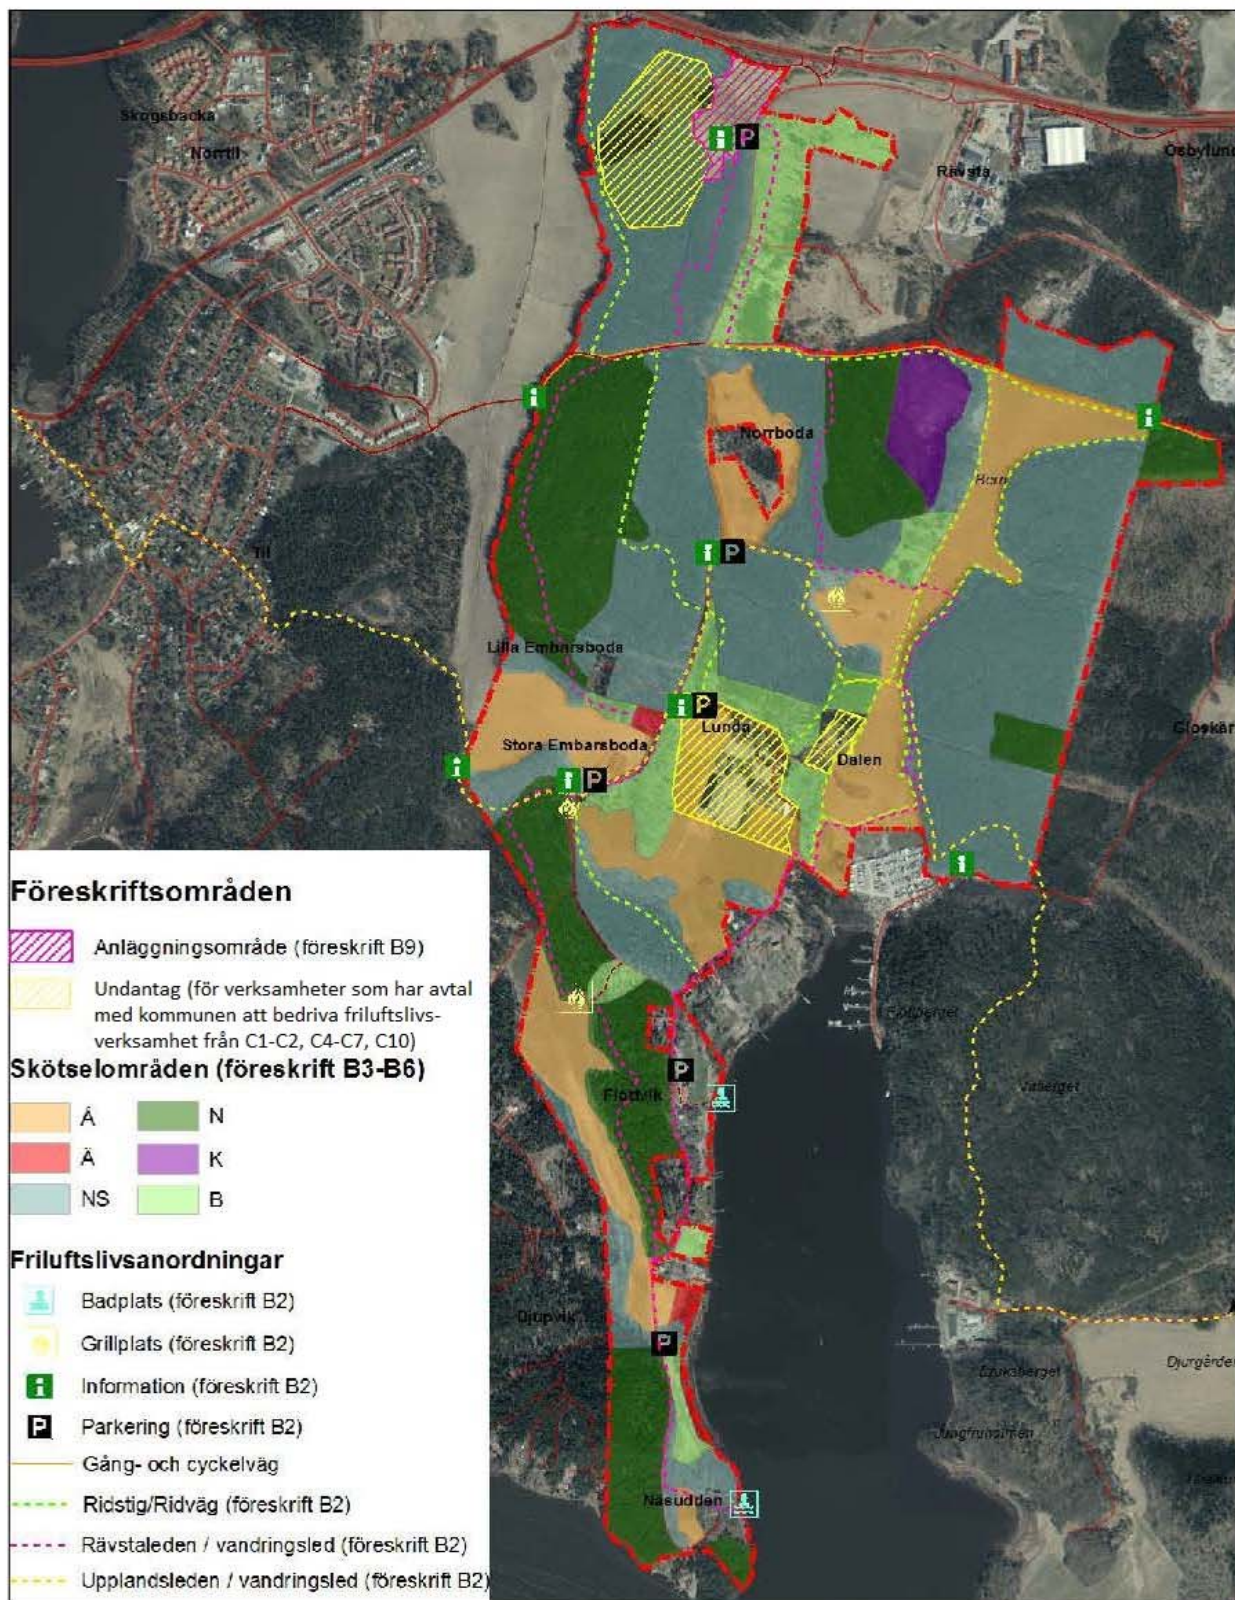 Skogsbacka
Norrtil
Rävsta
Norrboda
Til
Lilla Embarsboda
Lunda
Stora Embarsboda
Dalen
Flottvik
Djupvik
Näsudden
Föreskriftsområden
Anläggningsområde (föreskrift B9)
Undantag (för verksamheter som har avtal
med kommunen att bedriva friluftslivs-
verksamhet från C1-C2, C4-C7, C10)
Skötselområden (föreskrift B3-B6)
Å N
Ä K
NS B
Friluftslivsanordningar
Badplats (föreskrift B2)
Grillplats (föreskrift B2)
Information (föreskrift B2)
P Parkering (föreskrift B2)
Gång- och cykelväg
Ridstig/Ridväg (föreskrift B2)
Rävstaleden / vandringsled (föreskrift B2)
Upplandsleden / vandringsled (föreskrift B2)